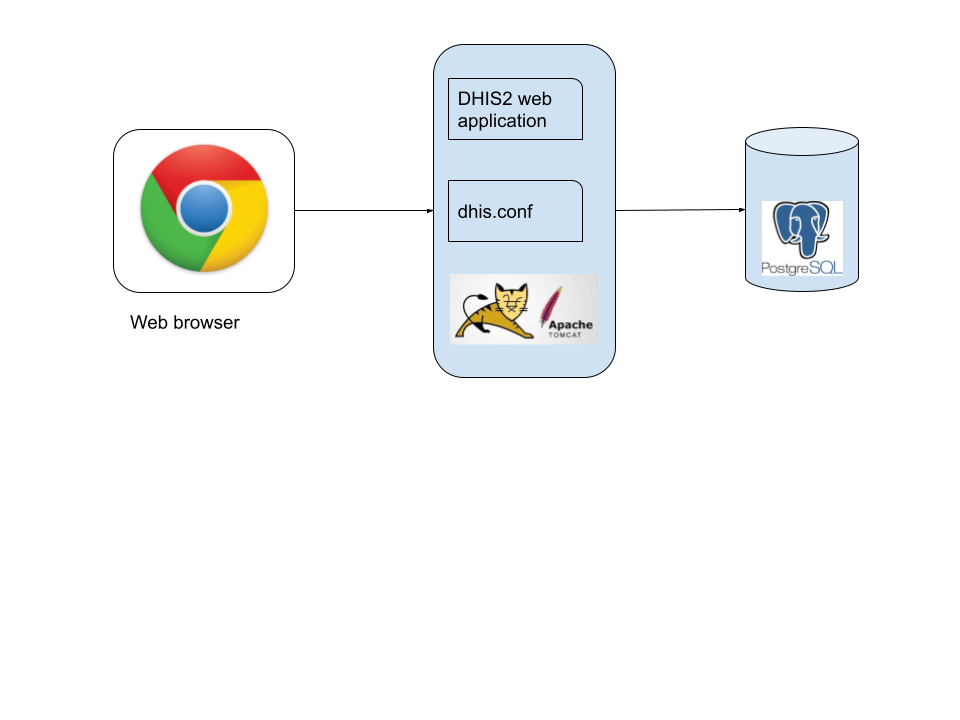 DHIS2 web
application
dhis.conf
PostgreSQL
Apache
TOMCAT
Web browser